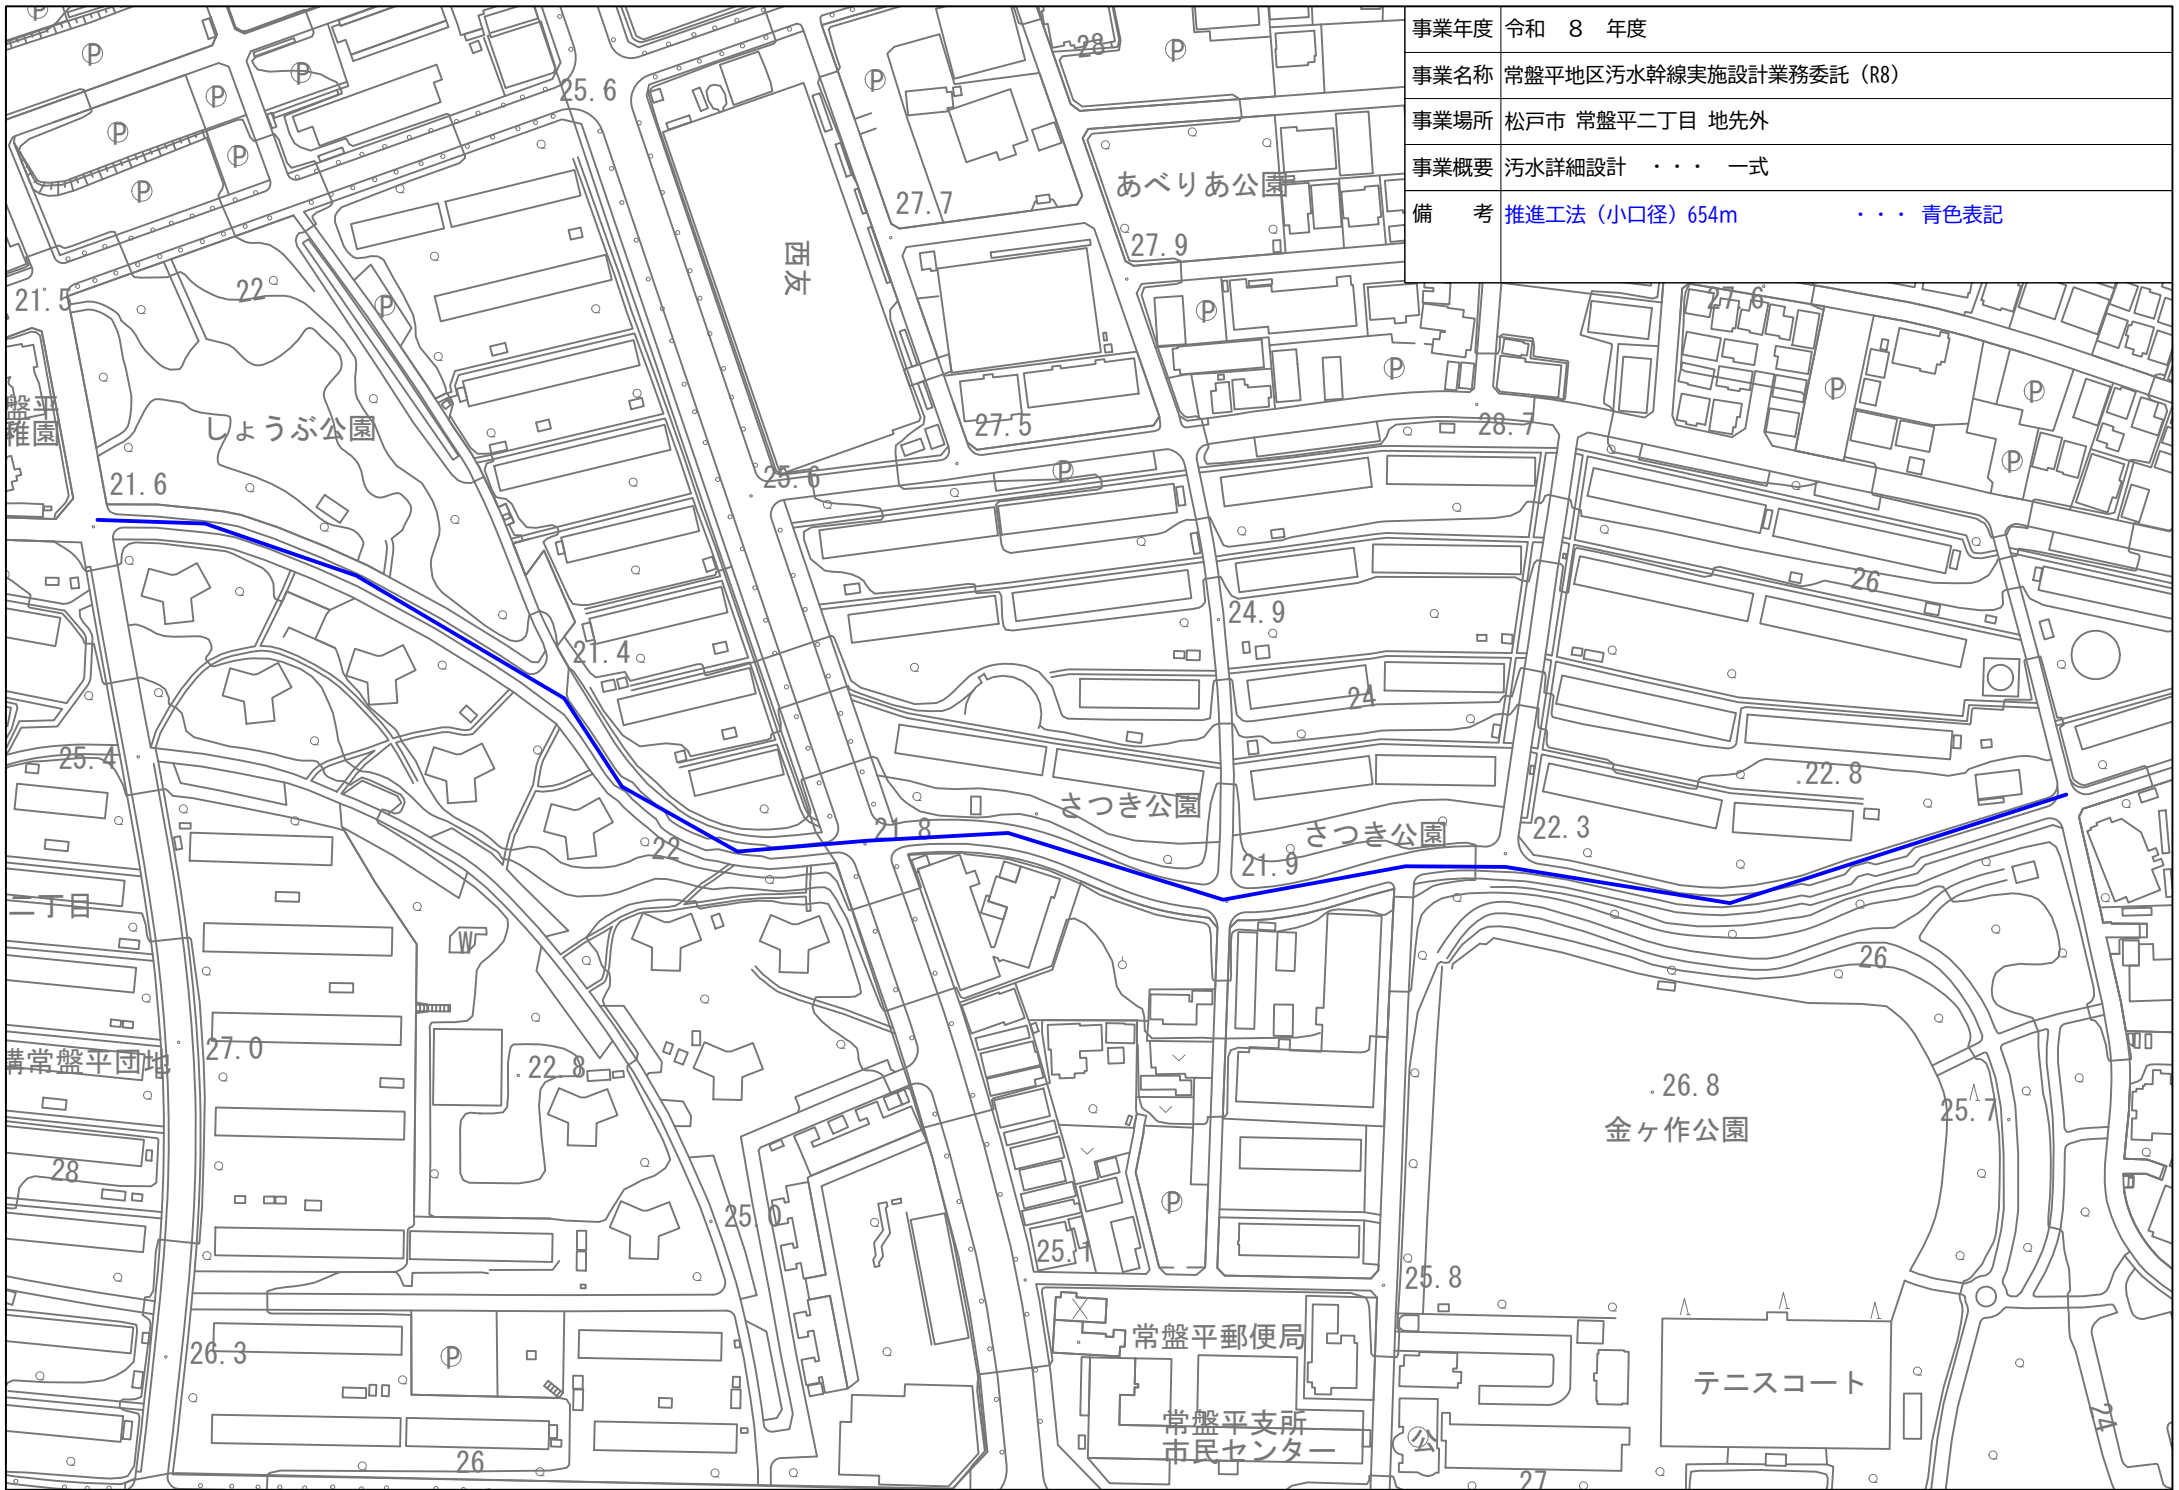 事業年度 令和 8 年度
事業名称 常盤平地区汚水幹線実施設計業務委託（R8）
事業場所 松戸市 常盤平二丁目 地先外
事業概要 汚水詳細設計 ・・・ 一式
備 考 推進工法（小口径）654m ・・・ 青色表記
P
P
P
P
P
P
P
P
P
28
25.6
あべりあ公園
27.7
27.9
西友
22
21.5
P
P
27.6
P
P
P
盤平
稚園
しょうぶ公園
27.5
28.7
21.6
25.6
P
P
26
24.9
21.4
24
25.4
22.8
さつき公園
さつき公園
21.8
22.3
22
21.9
二丁目
W
26
27.0
構常盤平団地
22.8
26.8
金ヶ作公園
25.7
28
P
25.0
25.1
25.8
26.3
P
常盤平郵便局
テニスコート
常盤平支所
市民センター
公
24
26
27